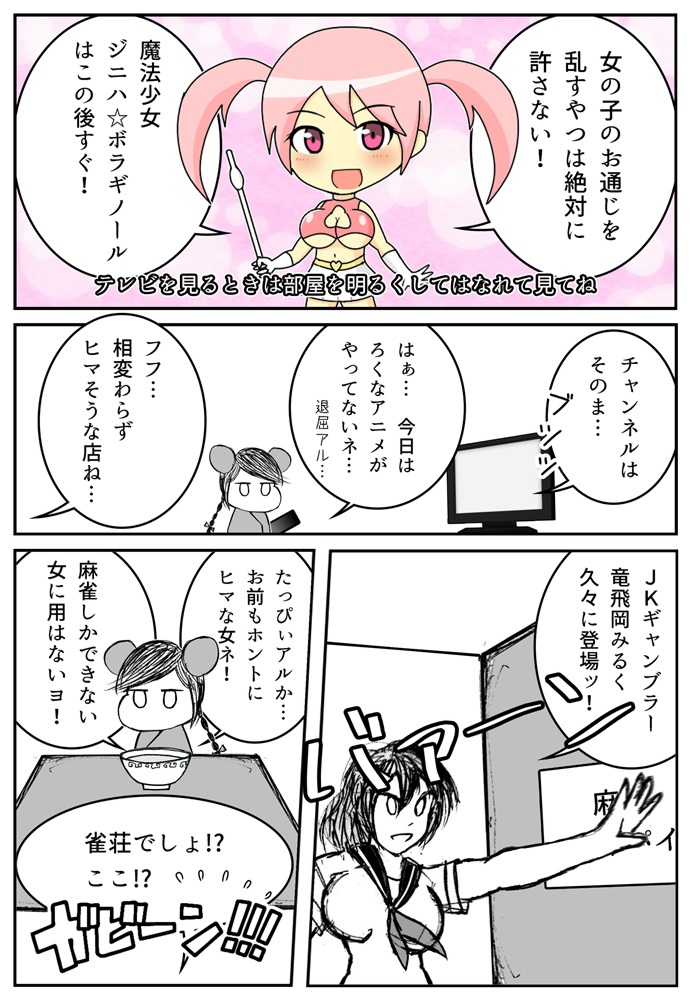 女の子のお通じを
乱すやつは絶対に
許さない！
魔法少女
ジニハ☆ボラギノール
はこの後すぐ！
テレビを見るときは部屋を明るくしてはなれて見てね
チャンネルは
そのま…
ブツンッ
はぁ…　今日は
ろくなアニメが
やってないネ…
退屈アル…
フフ…
相変わらず
ヒマそうな店ね…
ＪＫギャンブラー
竜飛岡みるく
久々に登場ッ！
じァーン
麻
イ
たっぴぃアルか…
お前もホントに
ヒマな女ネ！
麻雀しかできない
女に用はないヨ！
雀荘でしょ!?
ここ!?
ガビーン!!!